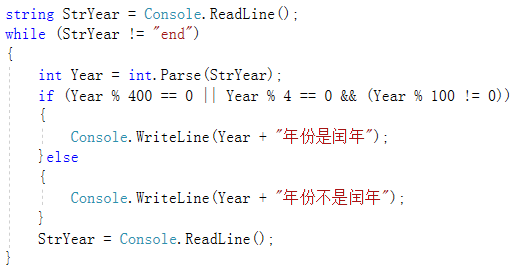 string StrYear = Console.ReadLine();
while (StrYear != "end")
{
    int Year = int.Parse(StrYear);
    if (Year % 400 == 0 || Year % 4 == 0 && (Year % 100 != 0))
    {
        Console.WriteLine(Year + "年份是闰年");
    }else
    {
        Console.WriteLine(Year + "年份不是闰年");
    }
    StrYear = Console.ReadLine();
}